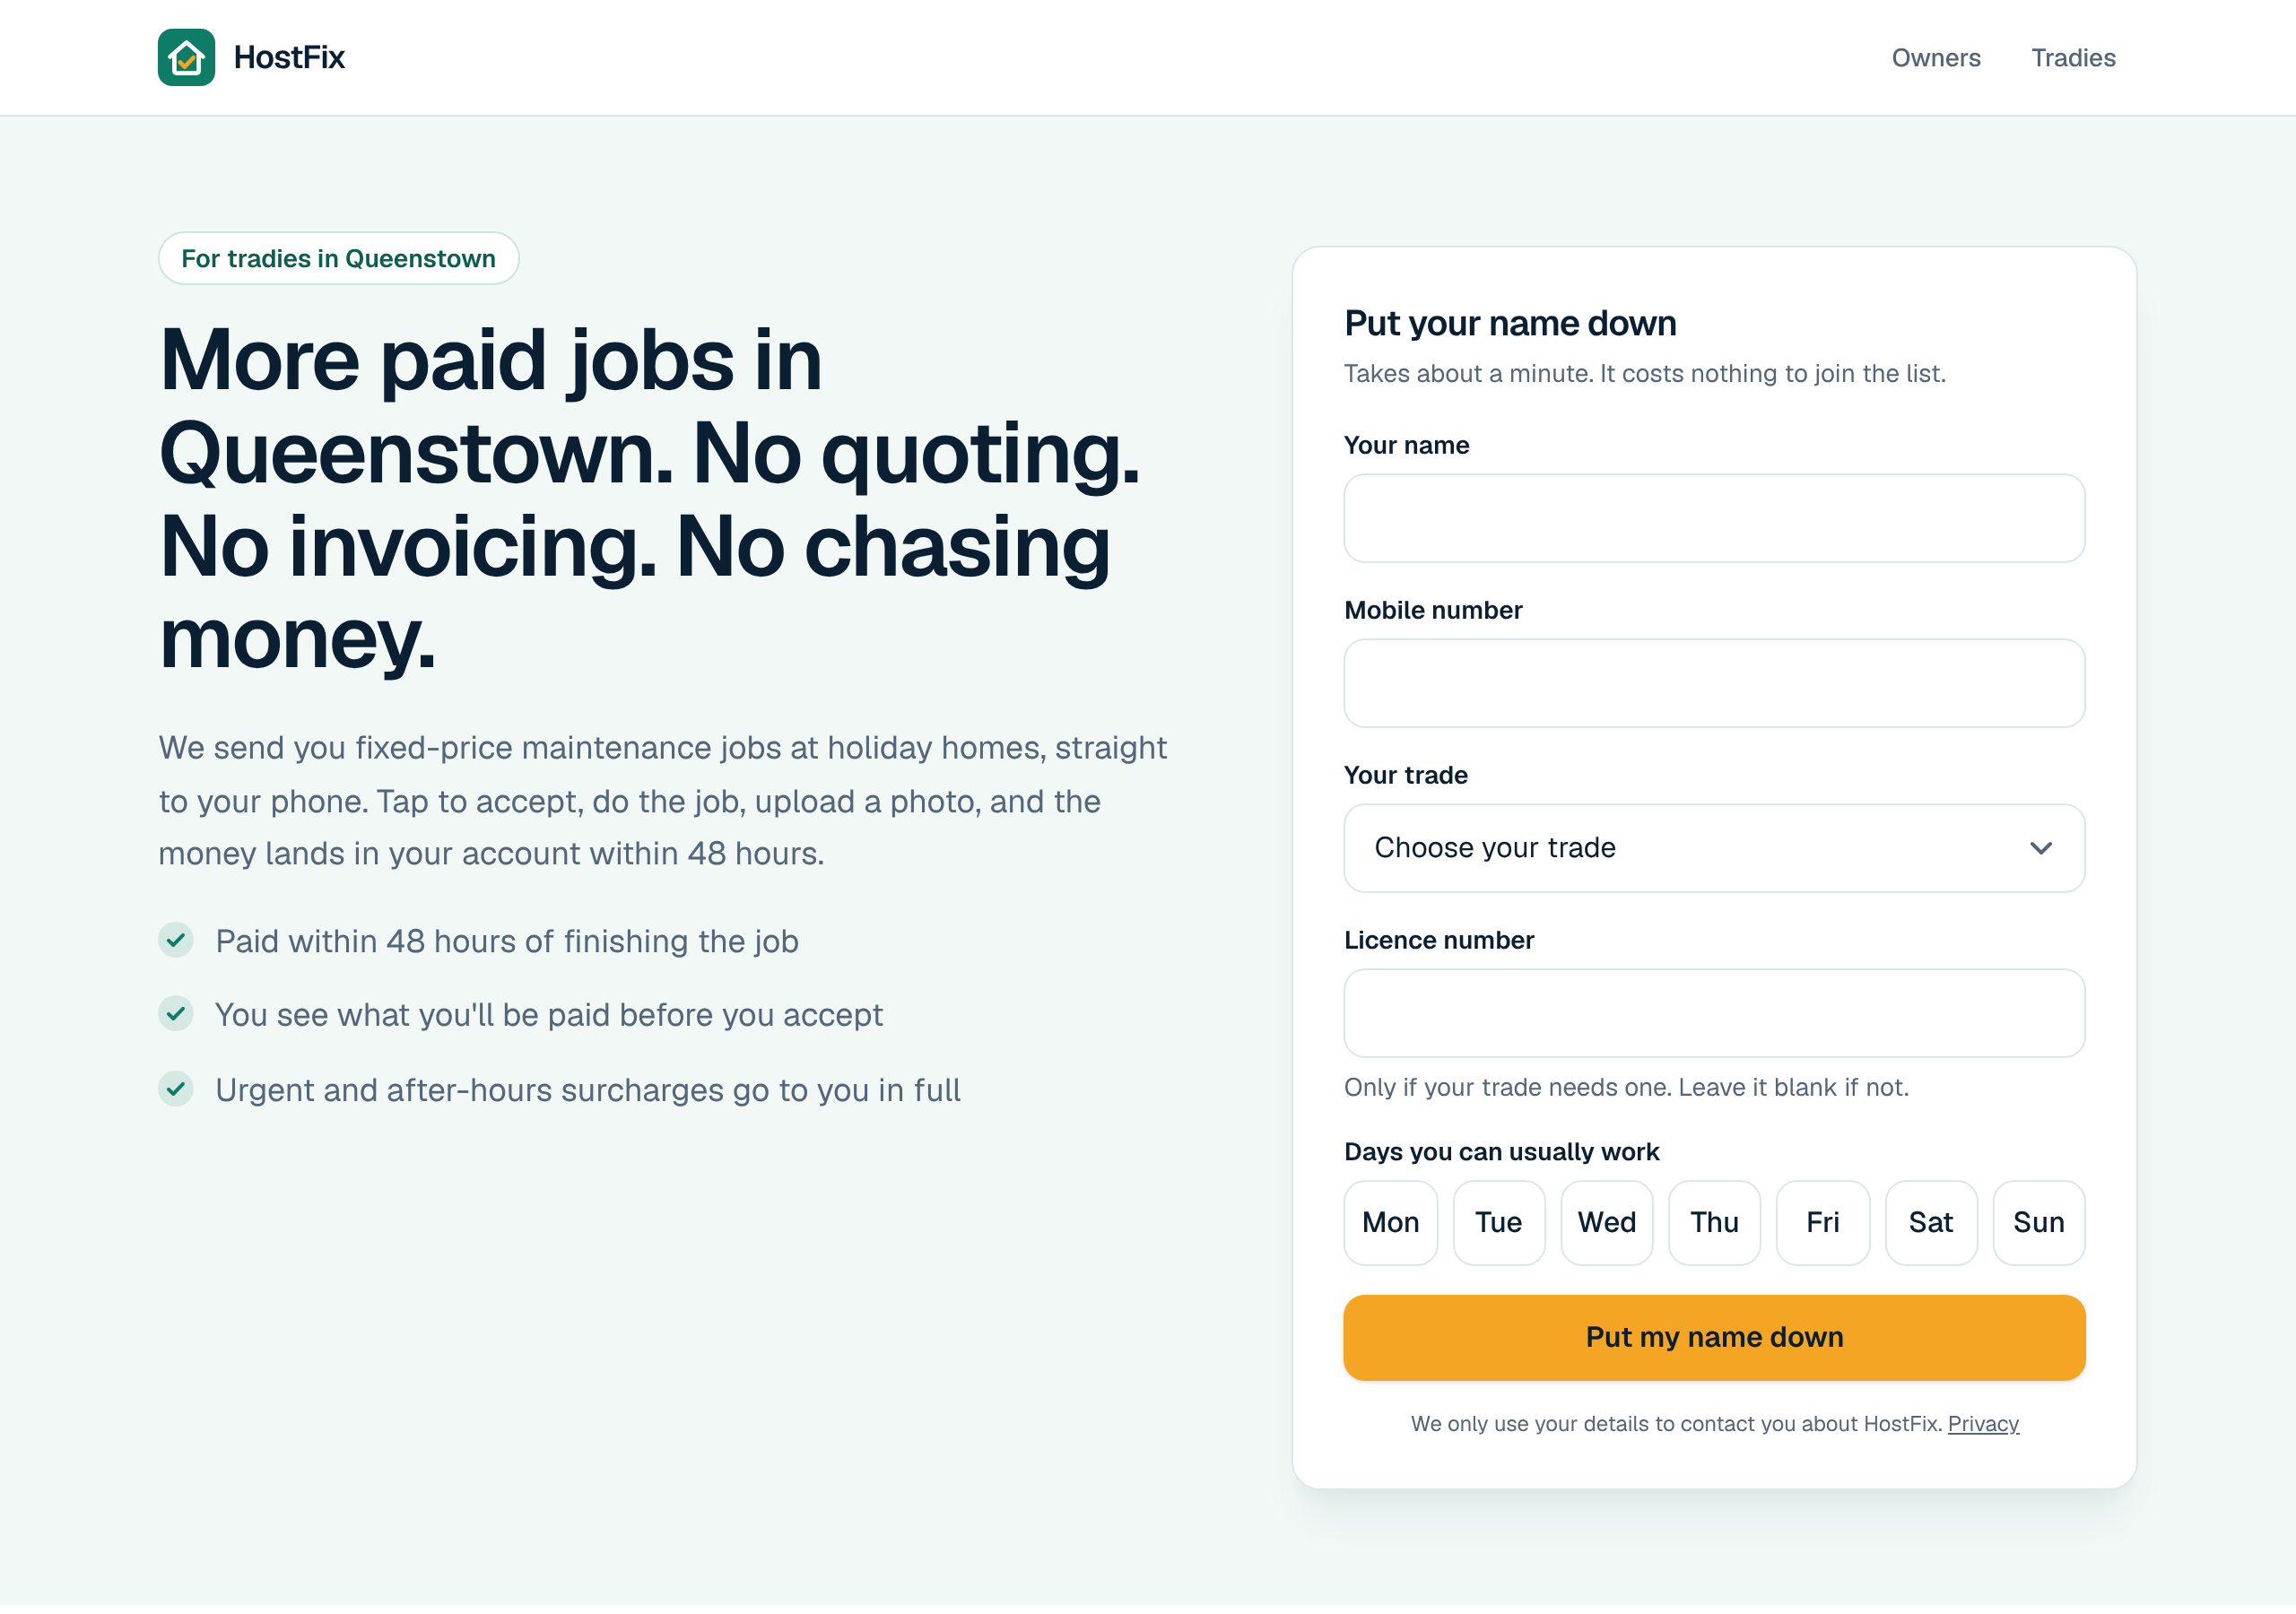 HostFix
Owners
Tradies
For tradies in Queenstown
More paid jobs in
Queenstown. No quoting.
No invoicing. No chasing
money.
We send you fixed-price maintenance jobs at holiday homes, straight
to your phone. Tap to accept, do the job, upload a photo, and the
money lands in your account within 48 hours.
Paid within 48 hours of finishing the job
You see what you'll be paid before you accept
Urgent and after-hours surcharges go to you in full
Put your name down
Takes about a minute. It costs nothing to join the list.
Your name
Mobile number
Your trade
Choose your trade
Licence number
Only if your trade needs one. Leave it blank if not.
Days you can usually work
Mon
Tue
Wed
Thu
Fri
Sat
Sun
Put my name down
We only use your details to contact you about HostFix. Privacy